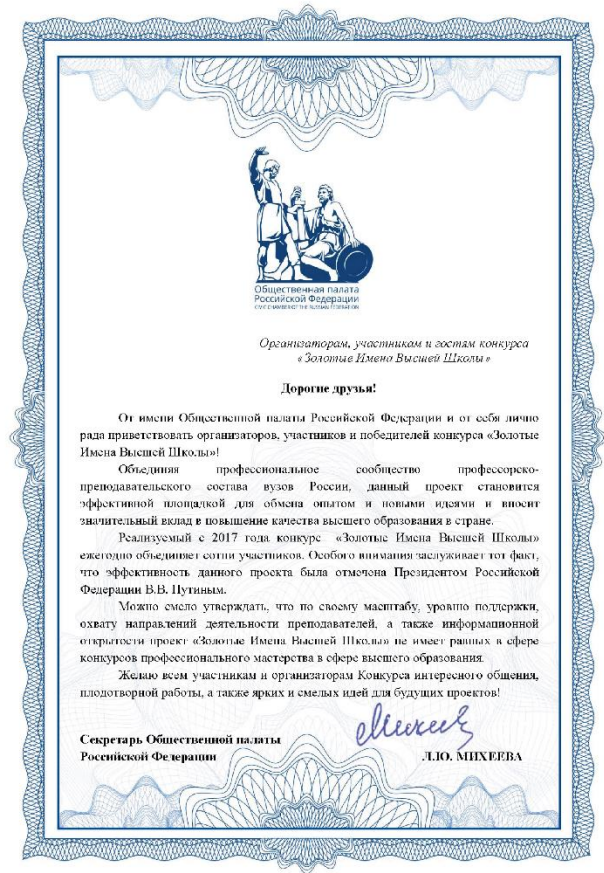 Общественная палата
Российской Федерации
CIVIC CHAMBER OF THE RUSSIAN FEDERATION
Организаторам, участникам и гостям конкурса
«Золотые Имена Высшей Школы»
Дорогие друзья!
От имени Общественной палаты Российской Федерации и от себя лично
рада приветствовать организаторов, участников и победителей конкурса «Золотые
Имена Высшей Школы»!
Объединяя профессиональное сообщество профессорско-
преподавательского состава вузов России, данный проект становится
эффективной площадкой для обмена опытом и новыми идеями и вносит
значительный вклад в повышение качества высшего образования в стране.
Реализуемый с 2017 года конкурс «Золотые Имена Высшей Школы»
ежегодно объединяет сотни участников. Особого внимания заслуживает тот факт,
что эффективность данного проекта была отмечена Президентом Российской
Федерации В.В. Путиным.
Можно смело утверждать, что по своему масштабу, уровню поддержки,
охвату направлений деятельности преподавателей, а также информационной
открытости проект «Золотые Имена Высшей Школы» не имеет равных в сфере
конкурсов профессионального мастерства в сфере высшего образования.
Желаю всем участникам и организаторам Конкурса интересного общения,
плодотворной работы, а также ярких и смелых идей для будущих проектов!
Секретарь Общественной палаты
Российской Федерации Л.Ю. МИХЕЕВА